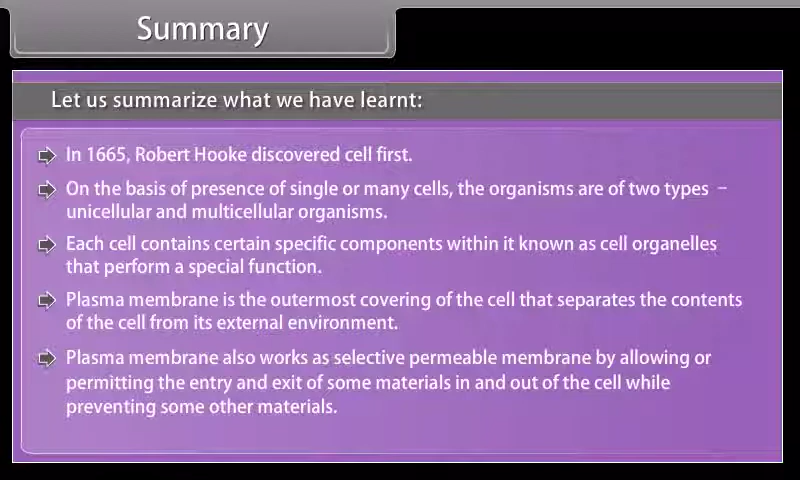 Summary
Let us summarize what we have learnt:
In 1665, Robert Hooke discovered cell first.
On the basis of presence of single or many cells, the organisms are of two types –
unicellular and multicellular organisms.
Each cell contains certain specific components within it known as cell organelles
that perform a special function.
Plasma membrane is the outermost covering of the cell that separates the contents
of the cell from its external environment.
Plasma membrane also works as selective permeable membrane by allowing or
permitting the entry and exit of some materials in and out of the cell while
preventing some other materials.